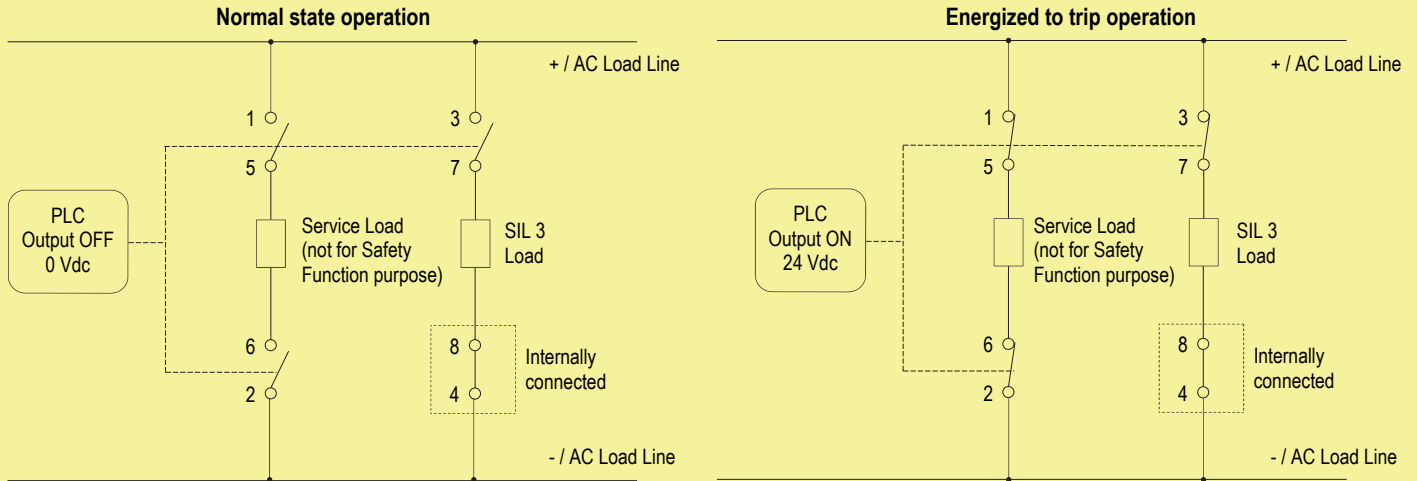 Normal state operation
+ / AC Load Line
1
3
5
7
PLC
Output OFF
0 Vdc
Service Load
(not for Safety
Function purpose)
SIL 3
Load
6
8
Internally
connected
2
4
- / AC Load Line
Energized to trip operation
+ / AC Load Line
1
3
5
7
PLC
Output ON
24 Vdc
Service Load
(not for Safety
Function purpose)
SIL 3
Load
6
8
Internally
connected
2
4
- / AC Load Line